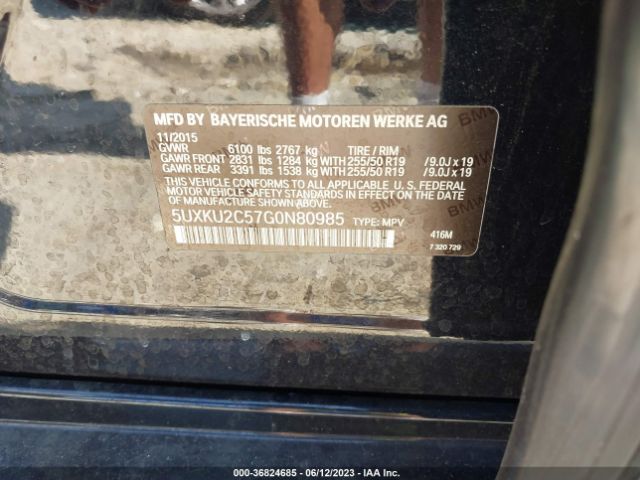 MFD BY BAYERISCHE MOTOREN WERKE AG
11/2015
GVWR 6100 lbs 2767 kg TIRE / RIM
GAWR FRONT 2831 lbs 1284 kg WITH 255/50 R19 /9.0J x 19
GAWR REAR 3391 lbs 1538 kg WITH 255/50 R19 /9.0J x 19
THIS VEHICLE CONFORMS TO ALL APPLICABLE U. S. FEDERAL
MOTOR VEHICLE SAFETY STANDARDS IN EFFECT ON THE DATE
OF MANUFACTURE SHOWN ABOVE.
5UXKU2C57G0N80985 TYPE: MPV
416M
7 320 729
000-36824685 - 06/12/2023 - IAA Inc.